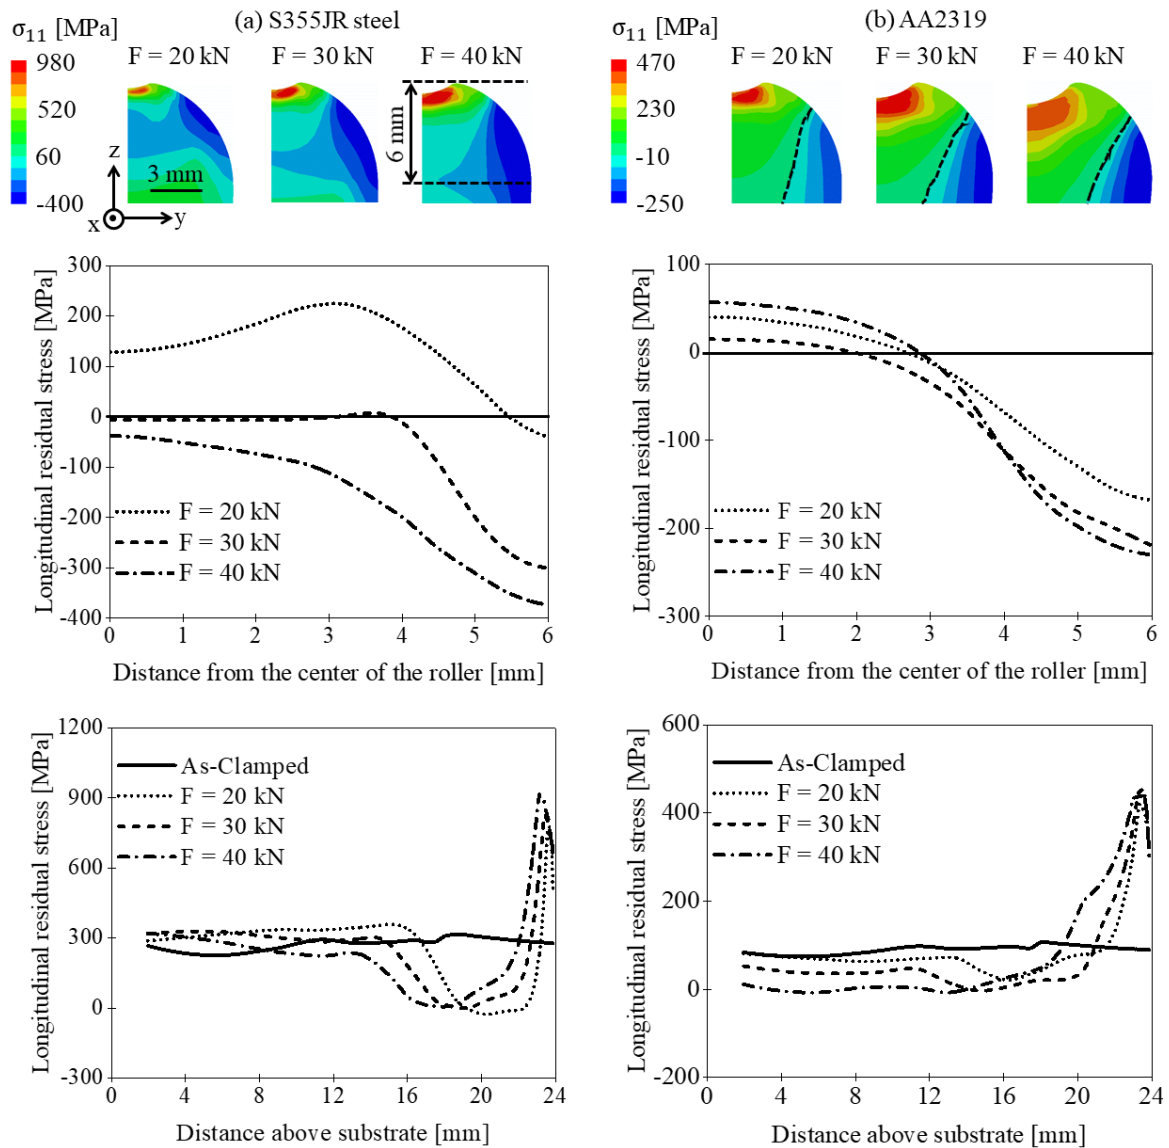 (a) S355JR steel
σ₁₁ [MPa]
F = 20 kN
F = 30 kN
F = 40 kN
980
520
60
-400
z
x
y
3 mm
6 mm
(b) AA2319
σ₁₁ [MPa]
F = 20 kN
F = 30 kN
F = 40 kN
470
230
-10
-250
Longitudinal residual stress [MPa]
300
200
100
0
-100
-200
-300
-400
F = 20 kN
F = 30 kN
F = 40 kN
0 1 2 3 4 5 6
Distance from the center of the roller [mm]
Longitudinal residual stress [MPa]
100
0
-100
-200
-300
F = 20 kN
F = 30 kN
F = 40 kN
0 1 2 3 4 5 6
Distance from the center of the roller [mm]
Longitudinal residual stress [MPa]
1200
900
600
300
0
-300
As-Clamped
F = 20 kN
F = 30 kN
F = 40 kN
0 4 8 12 16 20 24
Distance above substrate [mm]
Longitudinal residual stress [MPa]
600
400
200
0
-200
As-Clamped
F = 20 kN
F = 30 kN
F = 40 kN
0 4 8 12 16 20 24
Distance above substrate [mm]